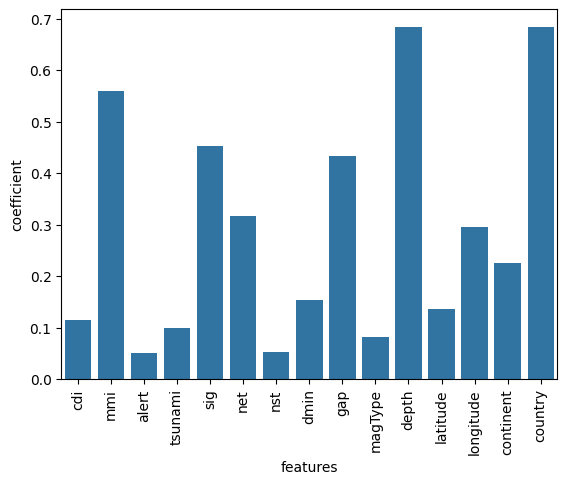 0.7
0.6
0.5
0.4
0.3
0.2
0.1
0.0
coefficient
cdi
mmi
alert
tsunami
sig
net
nst
dmin
gap
magType
depth
latitude
longitude
continent
country
features